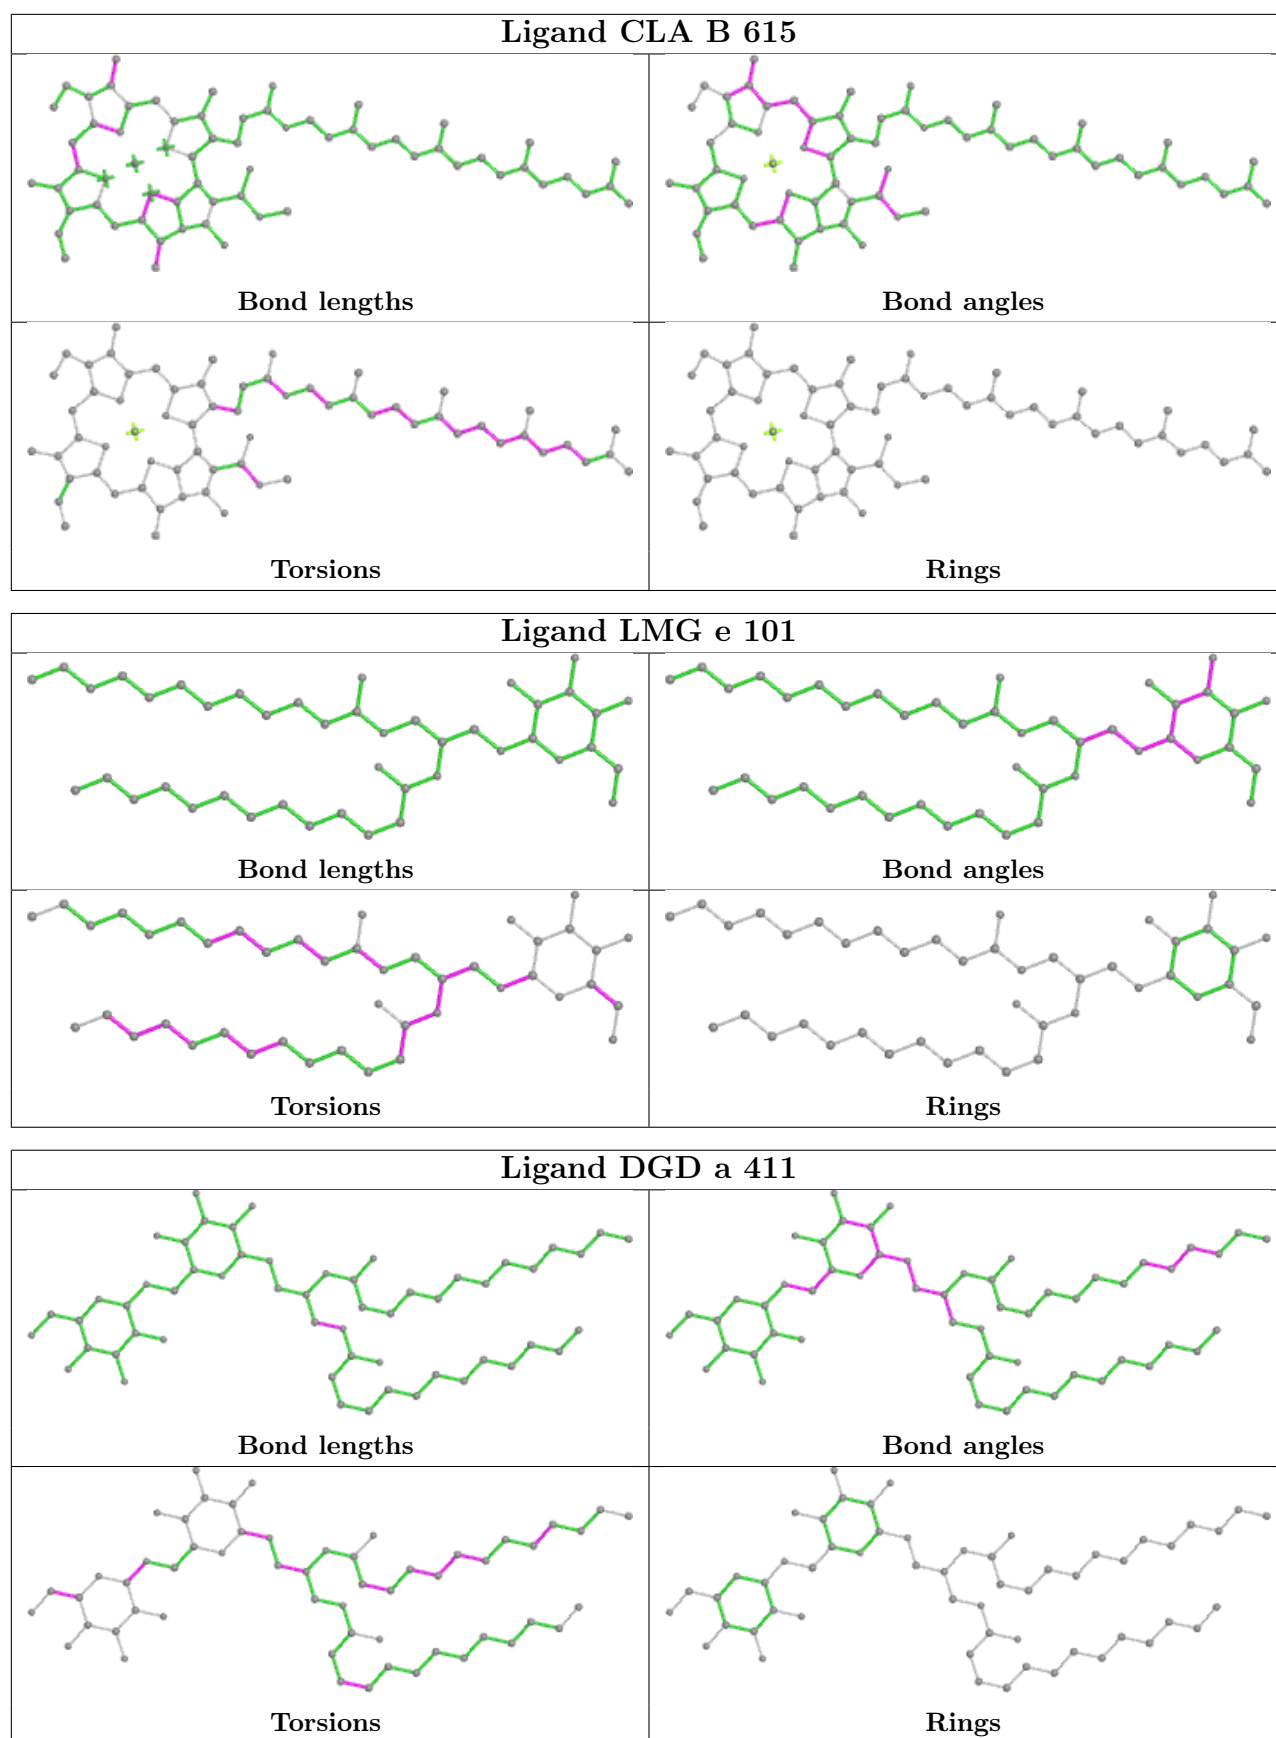 Ligand CLA B 615
Bond lengths
Bond angles
Torsions
Rings
Ligand LMG e 101
Bond lengths
Bond angles
Torsions
Rings
Ligand DGD a 411
Bond lengths
Bond angles
Torsions
Rings